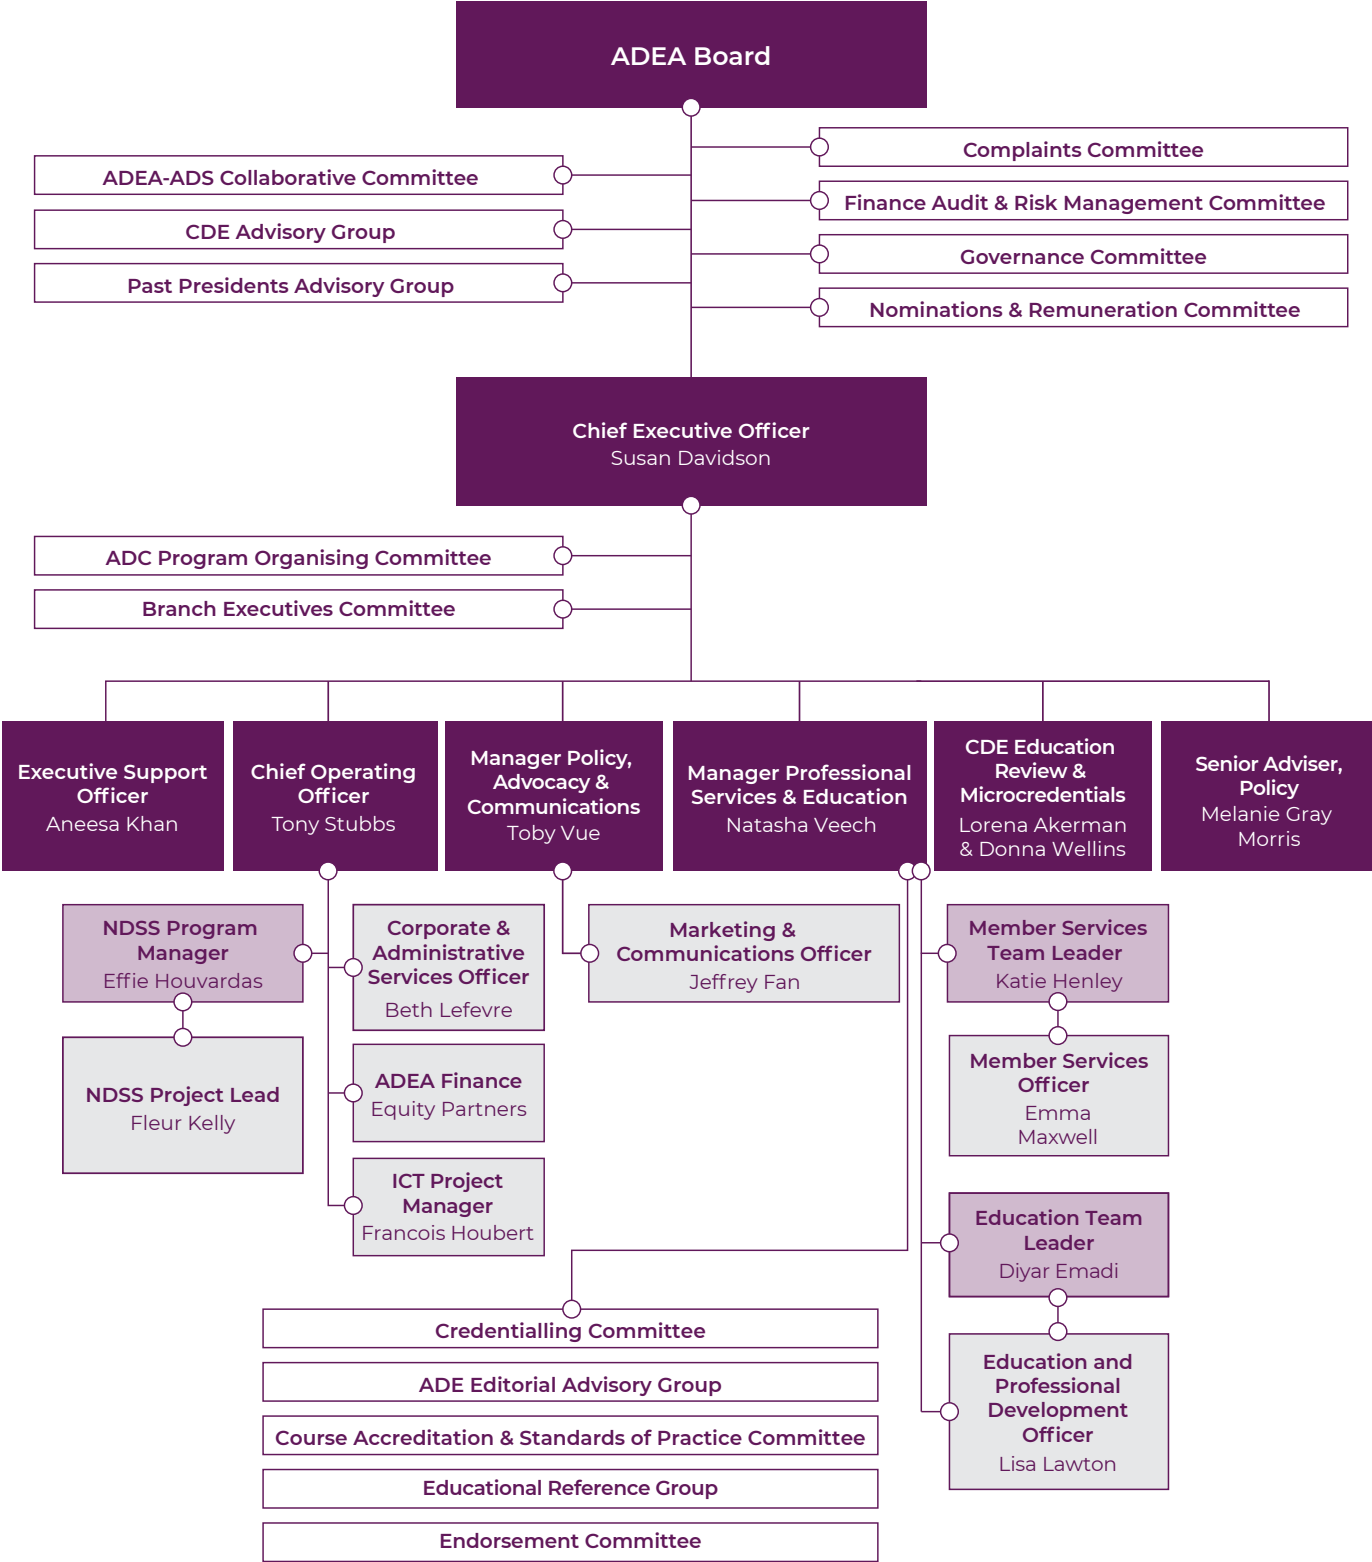 ADEA Board
ADEA-ADS Collaborative Committee
CDE Advisory Group
Past Presidents Advisory Group
Complaints Committee
Finance Audit & Risk Management Committee
Governance Committee
Nominations & Remuneration Committee
Chief Executive Officer
Susan Davidson
ADC Program Organising Committee
Branch Executives Committee
Executive Support
Officer
Aneesa Khan
Chief Operating
Officer
Tony Stubbs
Manager Policy,
Advocacy &
Communications
Toby Vue
Manager Professional
Services & Education
Natasha Veech
CDE Education
Review &
Microcredentials
Lorena Akerman
& Donna Wellins
Senior Adviser,
Policy
Melanie Gray
Morris
NDSS Program
Manager
Effie Houvardas
NDSS Project Lead
Fleur Kelly
Corporate &
Administrative
Services Officer
Beth Lefevre
ADEA Finance
Equity Partners
ICT Project
Manager
Francois Houbert
Marketing &
Communications Officer
Jeffrey Fan
Member Services
Team Leader
Katie Henley
Member Services
Officer
Emma
Maxwell
Education Team
Leader
Diyar Emadi
Education and
Professional
Development
Officer
Lisa Lawton
Credentialling Committee
ADE Editorial Advisory Group
Course Accreditation & Standards of Practice Committee
Educational Reference Group
Endorsement Committee